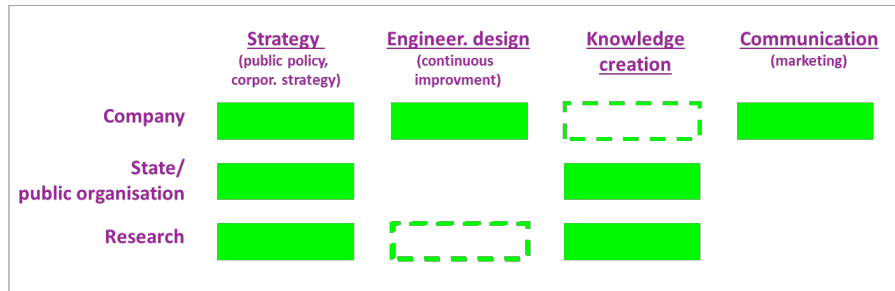 Strategy
(public policy,
corpor. strategy)
Engineer. design
(continuous
improvment)
Knowledge
creation
Communication
(marketing)
Company
State/
public organisation
Research